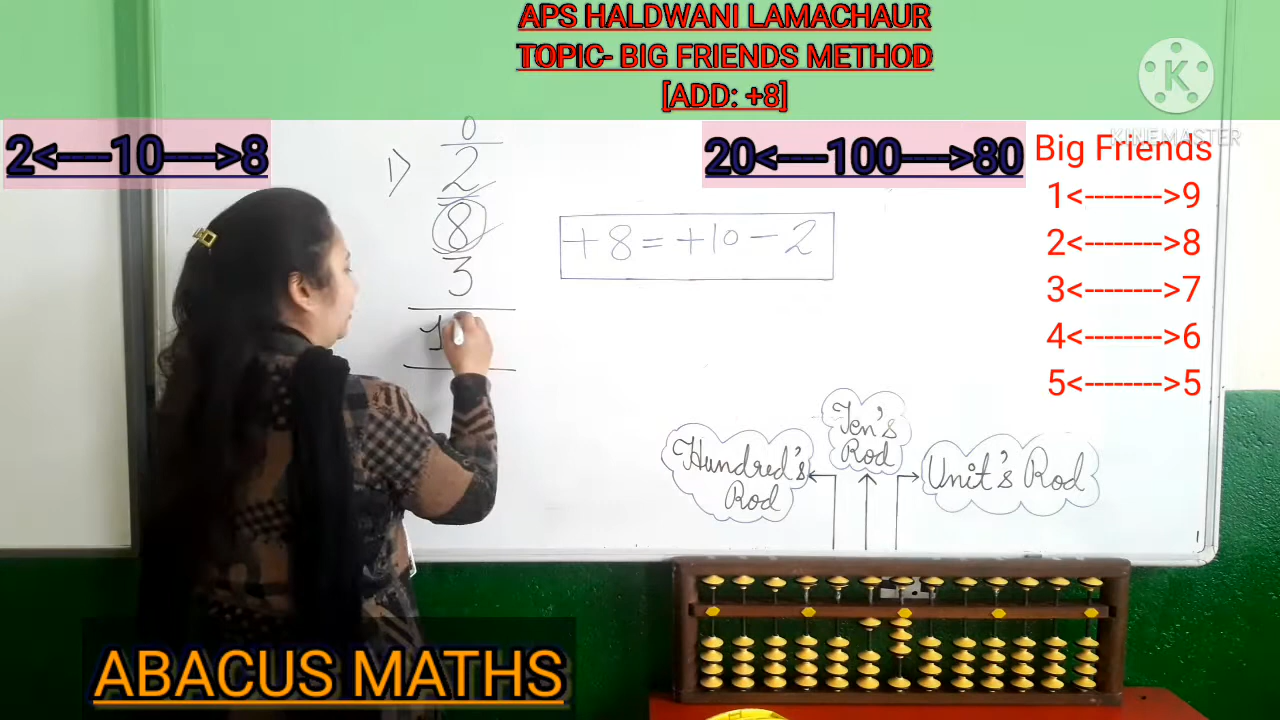 APS HALDWANI LAMACHAUR
TOPIC- BIG FRIENDS METHOD
[ADD: +8]
K
KINEMASTER
2<----10---->8
20<----100---->80
Big Friends
1<-------->9
2<-------->8
3<-------->7
4<-------->6
5<-------->5
0
1) 2
8
3
1
+8=+10-2
Ten's
Rod
Hundred's
Rod
Unit's Rod
ABACUS MATHS